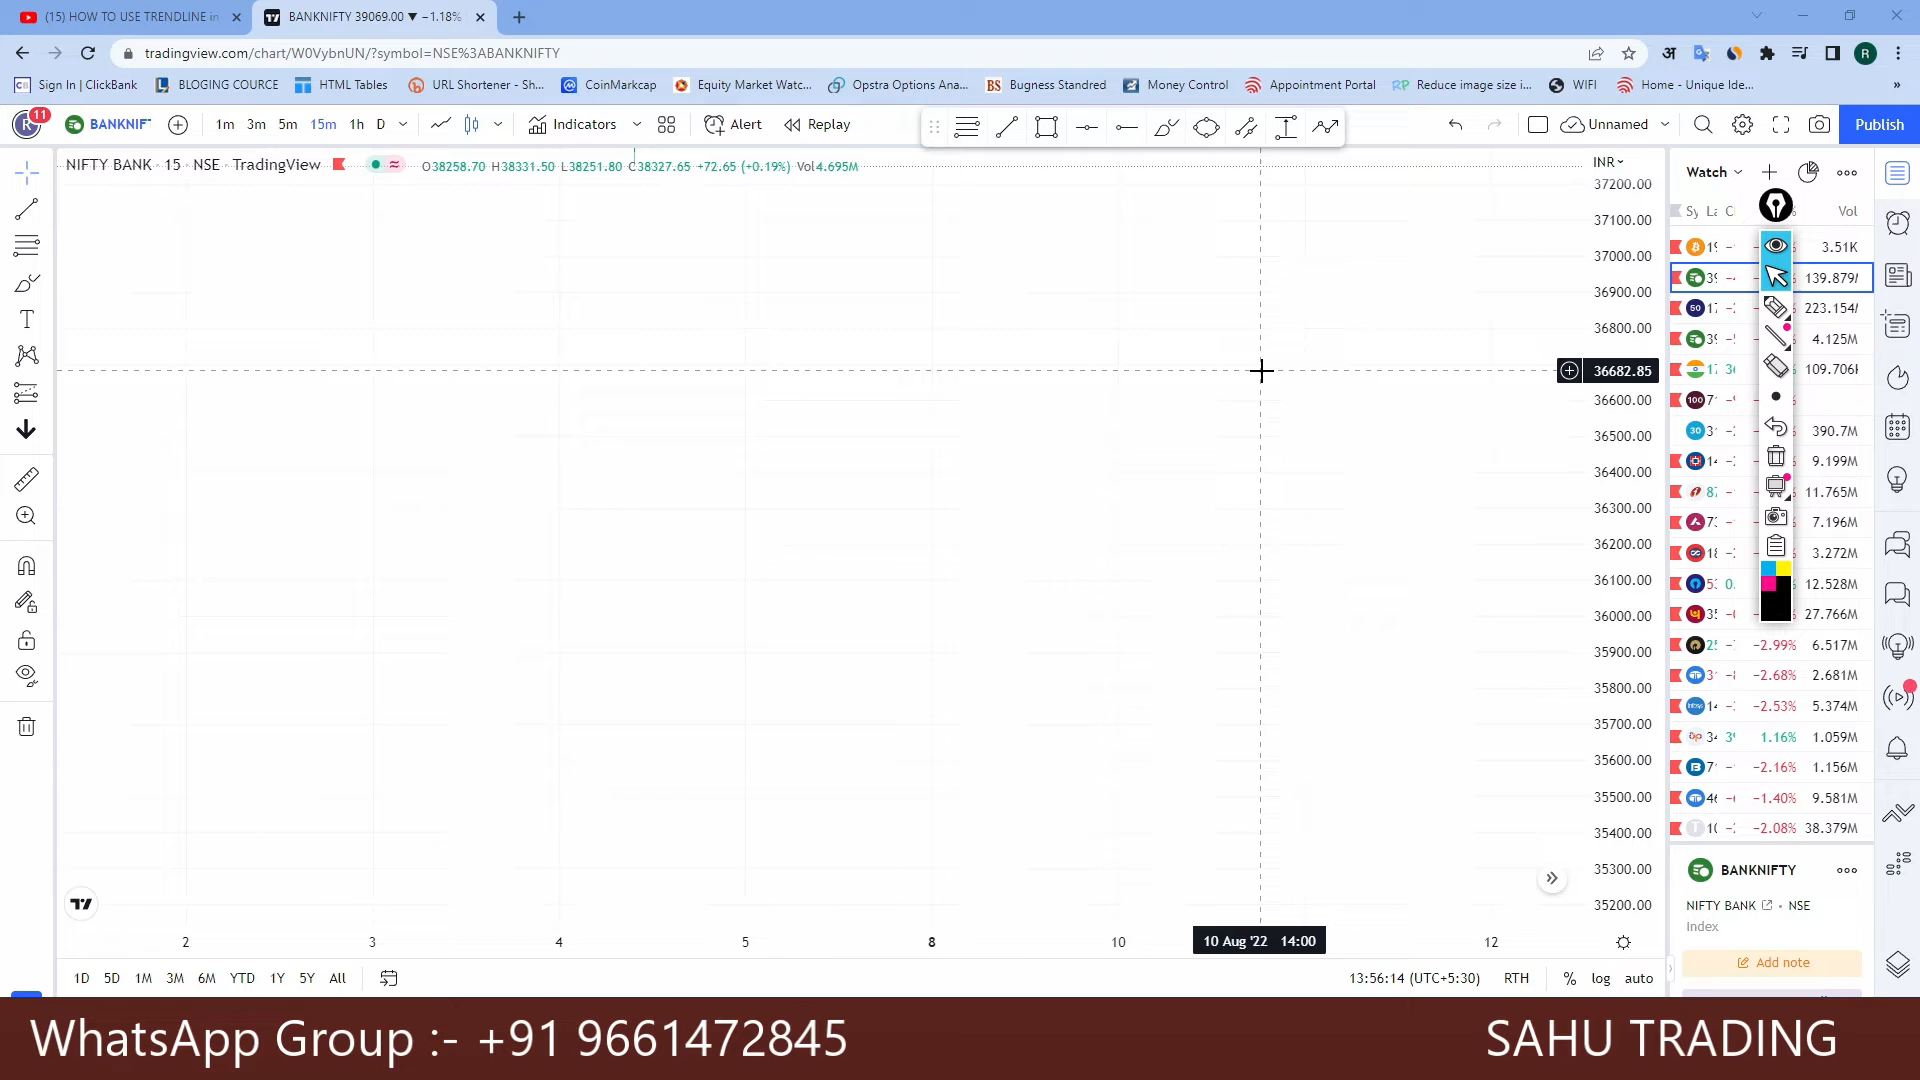 (15) HOW TO USE TRENDLINE in
BANKNIFTY 39069.00 ▼ −1.18%
tradingview.com/chart/W0VybnUN/?symbol=NSE%3ABANKNIFTY
Sign In | ClickBank
BLOGING COURCE
HTML Tables
URL Shortener - Sh...
CoinMarkcap
Equity Market Watc...
Opstra Options Ana...
Bugness Standred
Money Control
Appointment Portal
Reduce image size i...
WIFI
Home - Unique Ide...
»
11
BANKNIF
1m 3m 5m 15m 1h D
Indicators
Alert
Replay
Unnamed
Publish
NIFTY BANK · 15 · NSE · TradingView
O38258.70 H38331.50 L38251.80 C38327.65 +72.65 (+0.19%) Vol4.695M
INR
37200.00
37100.00
37000.00
36900.00
36800.00
36682.85
36600.00
36500.00
36400.00
36300.00
36200.00
36100.00
36000.00
35900.00
35800.00
35700.00
35600.00
35500.00
35400.00
35300.00
35200.00
2 3 4 5 8 10 10 Aug '22 14:00 12
1D 5D 1M 3M 6M YTD 1Y 5Y All
13:56:14 (UTC+5:30) RTH % log auto
Watch
Sy Vol
3.51K
139.879
223.154
4.125M
109.706
390.7M
9.199M
11.765M
7.196M
3.272M
12.528M
27.766M
−2.99% 6.517M
−2.68% 2.681M
−2.53% 5.374M
1.16% 1.059M
−2.16% 1.156M
−1.40% 9.581M
−2.08% 38.379M
BANKNIFTY
NIFTY BANK • NSE
Index
Add note
WhatsApp Group :- +91 9661472845
SAHU TRADING